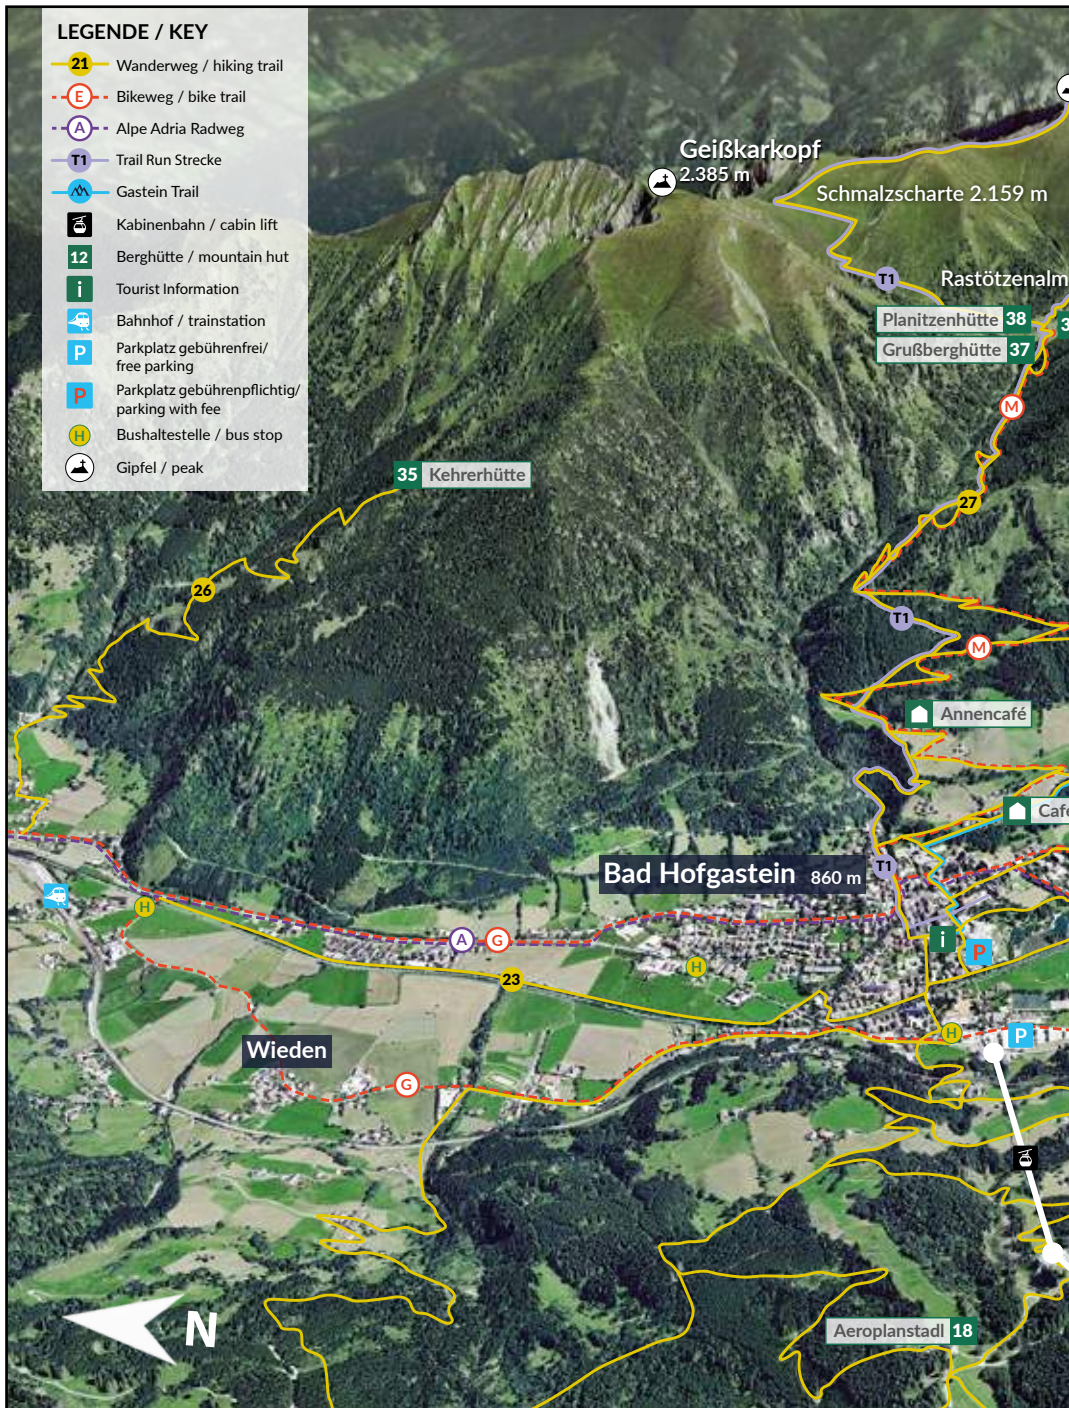 LEGENDE / KEY
21 Wanderweg / hiking trail
E Bikeweg / bike trail
A Alpe Adria Radweg
T1 Trail Run Strecke
Gastein Trail
Kabinenbahn / cabin lift
12 Berghütte / mountain hut
i Tourist Information
Bahnhof / trainstation
P Parkplatz gebührenfrei/
free parking
P Parkplatz gebührenpflichtig/
parking with fee
H Bushaltestelle / bus stop
Gipfel / peak
Geißkarkopf
2.385 m
Schmalzscharte 2.159 m
T1
Rastötzenalm
Planitzenhütte 38
3
Grußberghütte 37
M
35 Kehrerhütte
27
26
T1
M
Annencafé
Cafe
T1
Bad Hofgastein 860 m
H
A
G
i
P
H
23
H
P
Wieden
G
N
Aeroplanstadl 18